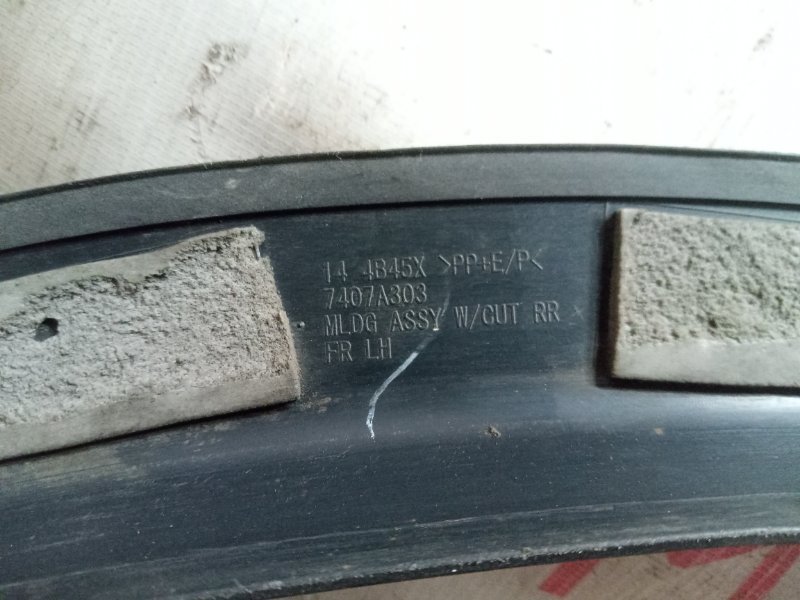 14 4B45X >PP+E/P<
7407A303
MLDG ASSY W/CUT RR
FR LH